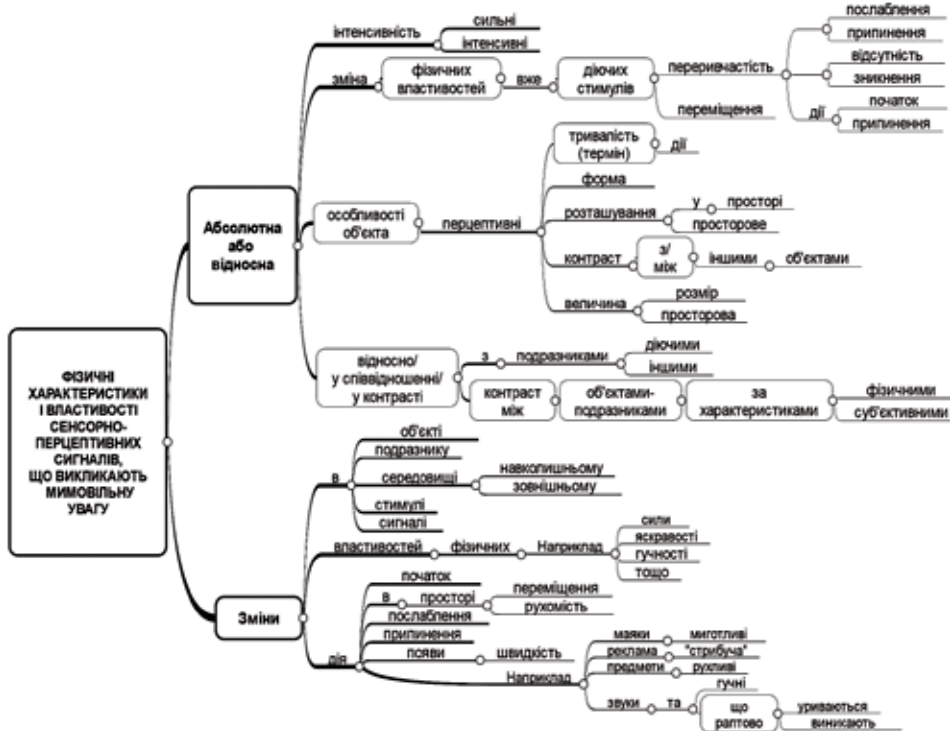 ФІЗИЧНІ
ХАРАКТЕРИСТИКИ
І ВЛАСТИВОСТІ
СЕНСОРНО-
ПЕРЦЕПТИВНИХ
СИГНАЛІВ,
ЩО ВИКЛИКАЮТЬ
МИМОВІЛЬНУ
УВАГУ
Абсолютна
або
відносна
інтенсивність
сильні
інтенсивні
зміна
фізичних
властивостей
вже
діючих
стимулів
переривчастість
послаблення
припинення
відсутність
зникнення
дії
початок
припинення
переміщення
особливості
об'єкта
перцептивні
тривалість
(термін)
дії
форма
розташування
у
просторі
просторове
контраст
з/
між
іншими
об'єктами
величина
розмір
просторова
відносно/
у співвідношенні/
у контрасті
з
подразниками
діючими
іншими
контраст
між
об'єктами-
подразниками
за
характеристиками
фізичними
суб'єктивними
Зміни
в
об'єкті
подразнику
середовищі
навколишньому
зовнішньому
стимулі
сигналі
властивостей
фізичних
Наприклад
сили
яскравості
гучності
тощо
дія
початок
в
просторі
переміщення
рухомість
послаблення
припинення
появи
швидкість
Наприклад
маяки
миготливі
реклама
"стрибуча"
предмети
рухливі
звуки
та
гучні
що
раптово
уриваються
виникають